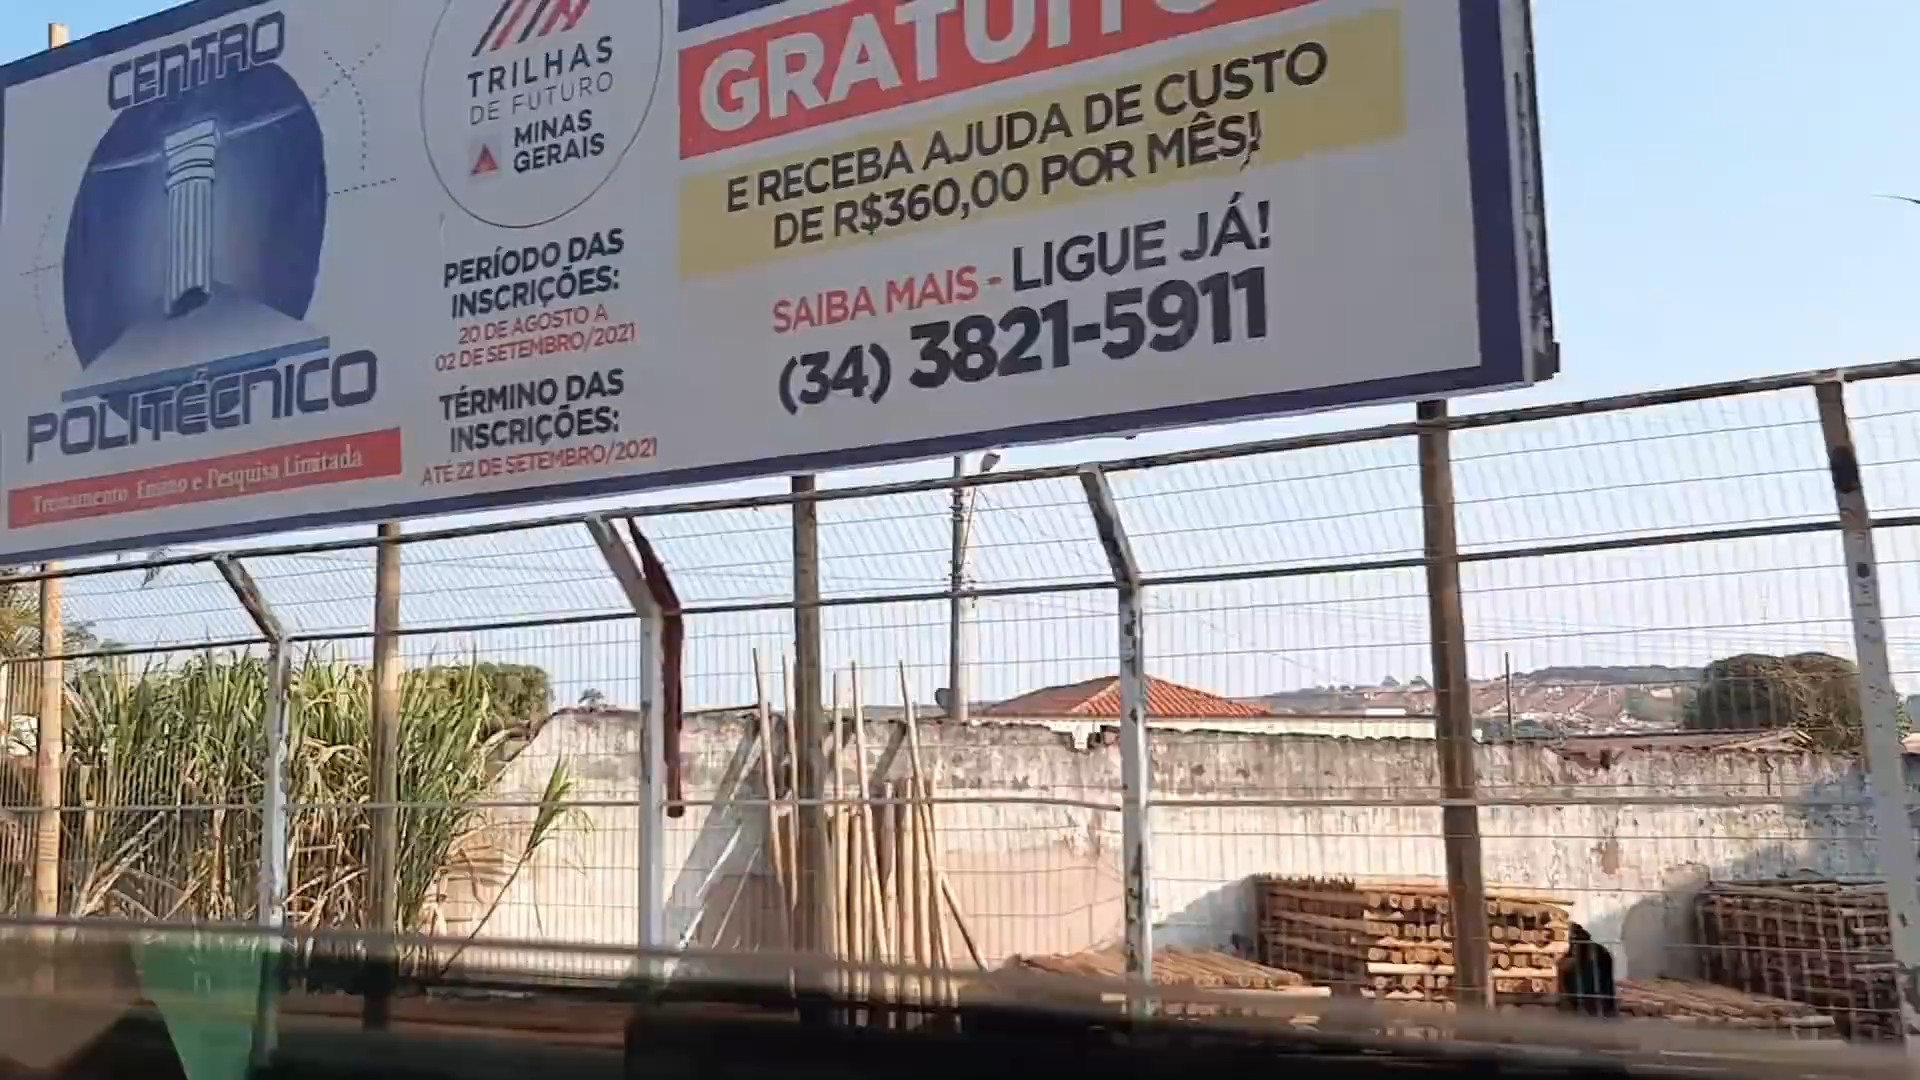 CENTRO
POLITÉCNICO
Treinamento Ensino e Pesquisa Limitada
TRILHAS
DE FUTURO
MINAS
GERAIS
PERÍODO DAS
INSCRIÇÕES:
20 DE AGOSTO A
02 DE SETEMBRO/2021
TÉRMINO DAS
INSCRIÇÕES:
ATÉ 22 DE SETEMBRO/2021
GRATUITO
E RECEBA AJUDA DE CUSTO
DE R$360,00 POR MÊS!
SAIBA MAIS - LIGUE JÁ!
(34) 3821-5911